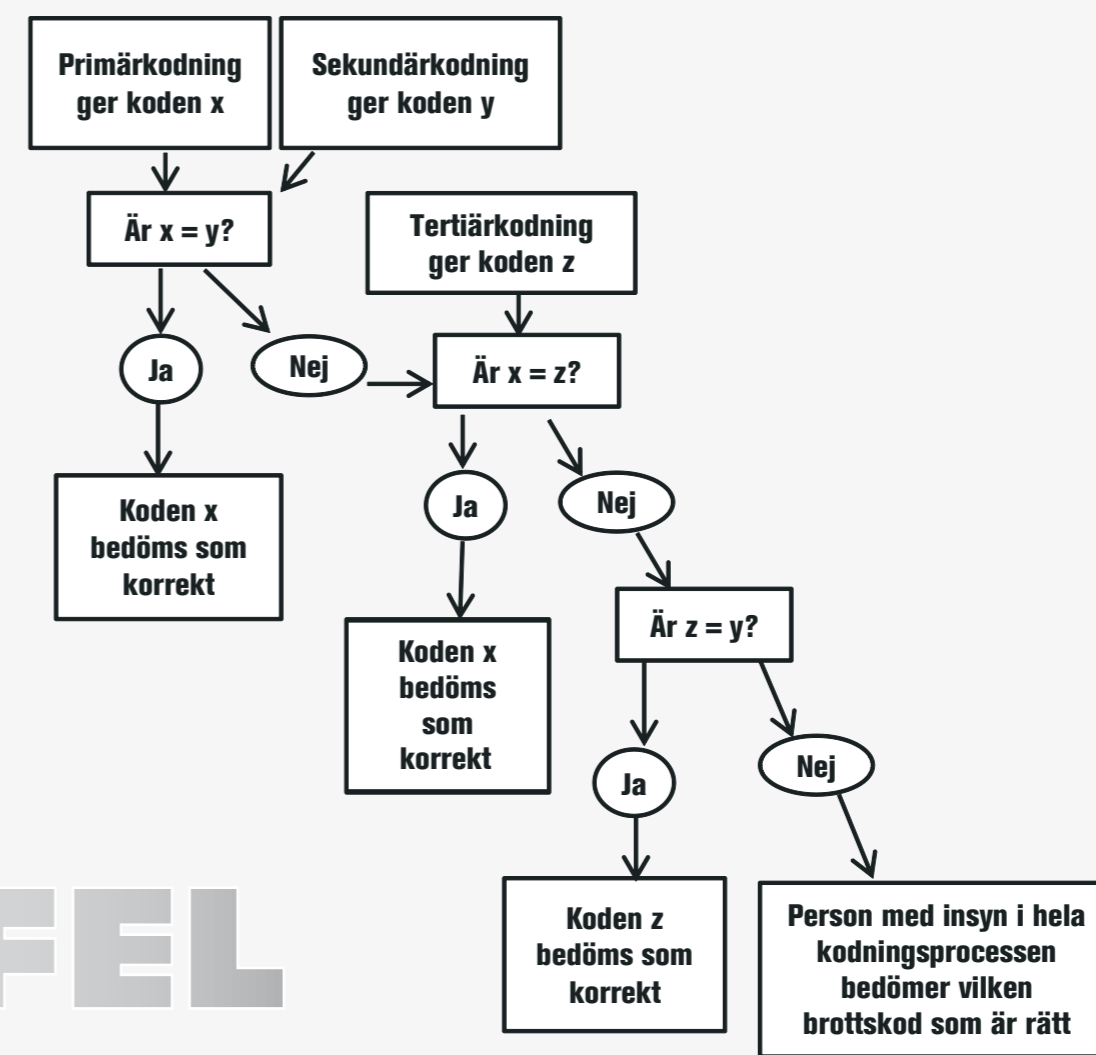 Primärkodning
ger koden x
Sekundärkodning
ger koden y
Är x = y?
Tertiärkodning
ger koden z
Ja
Nej
Är x = z?
Koden x
bedöms som
korrekt
Ja
Nej
Koden x
bedöms
som
korrekt
Är z = y?
Ja
Nej
Koden z
bedöms som
korrekt
Person med insyn i hela
kodningsprocessen
bedömer vilken
brottskod som är rätt
FEL